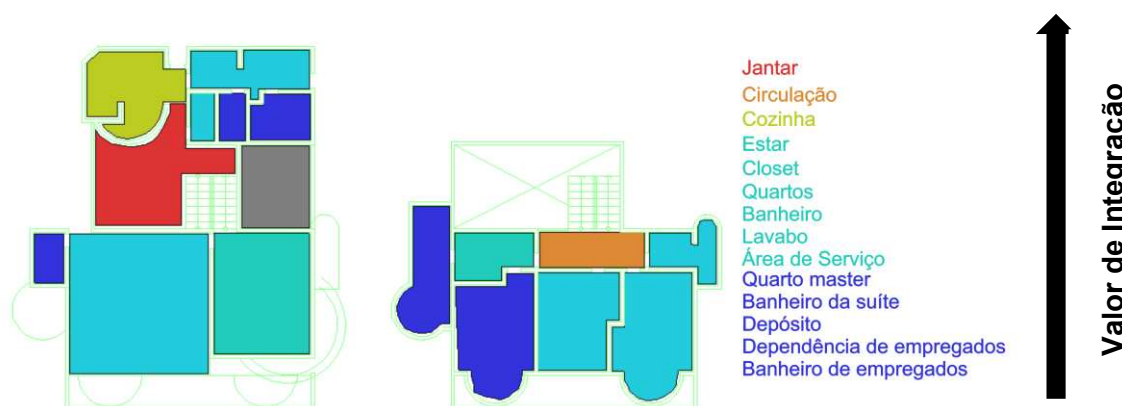 Jantar
Circulação
Cozinha
Estar
Closet
Quartos
Banheiro
Lavabo
Área de Serviço
Quarto master
Banheiro da suíte
Depósito
Dependência de empregados
Banheiro de empregados
Valor de Integração